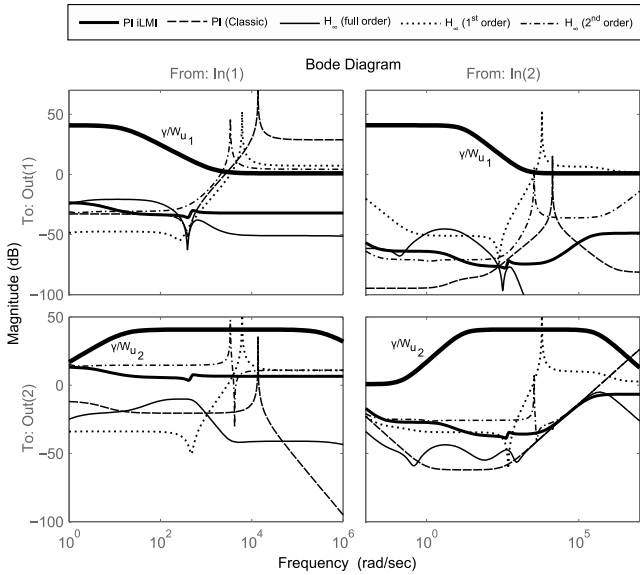 PI iLMI PI (Classic) H∞ (full order) H∞ (1st order) H∞ (2nd order)
Bode Diagram
From: In(1) From: In(2)
Magnitude (dB)
To: Out(1)
50
0
−50
−100
γ/Wu1
γ/Wu1
To: Out(2)
50
0
−50
−100
γ/Wu2
γ/Wu2
10^0 10^2 10^4 10^6 10^0 10^5
Frequency (rad/sec)